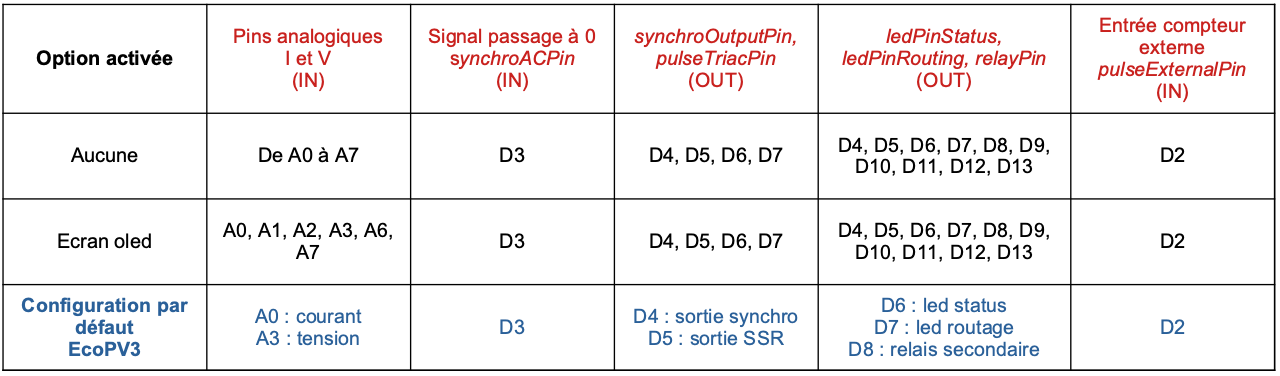 Option activée
Pins analogiques
I et V
(IN)
Signal passage à 0
synchroACPin
(IN)
synchroOutputPin,
pulseTriacPin
(OUT)
ledPinStatus,
ledPinRouting, relayPin
(OUT)
Entrée compteur
externe
pulseExternalPin
(IN)
Aucune
De A0 à A7
D3
D4, D5, D6, D7
D4, D5, D6, D7, D8, D9,
D10, D11, D12, D13
D2
Ecran oled
A0, A1, A2, A3, A6,
A7
D3
D4, D5, D6, D7
D4, D5, D6, D7, D8, D9,
D10, D11, D12, D13
D2
Configuration par
défaut
EcoPV3
A0 : courant
A3 : tension
D3
D4 : sortie synchro
D5 : sortie SSR
D6 : led status
D7 : led routage
D8 : relais secondaire
D2